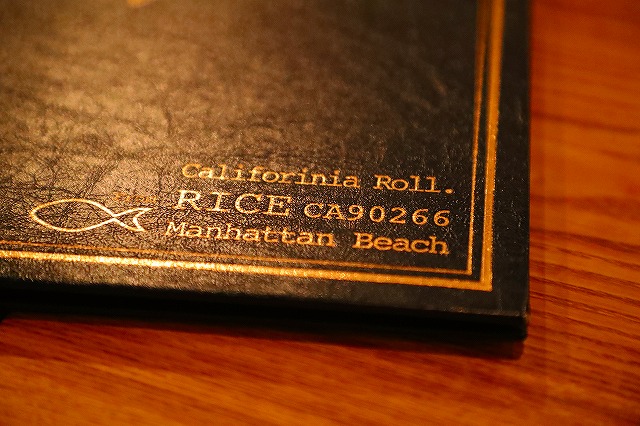 Califorinia Roll.
RICE CA90266
Manhattan Beach